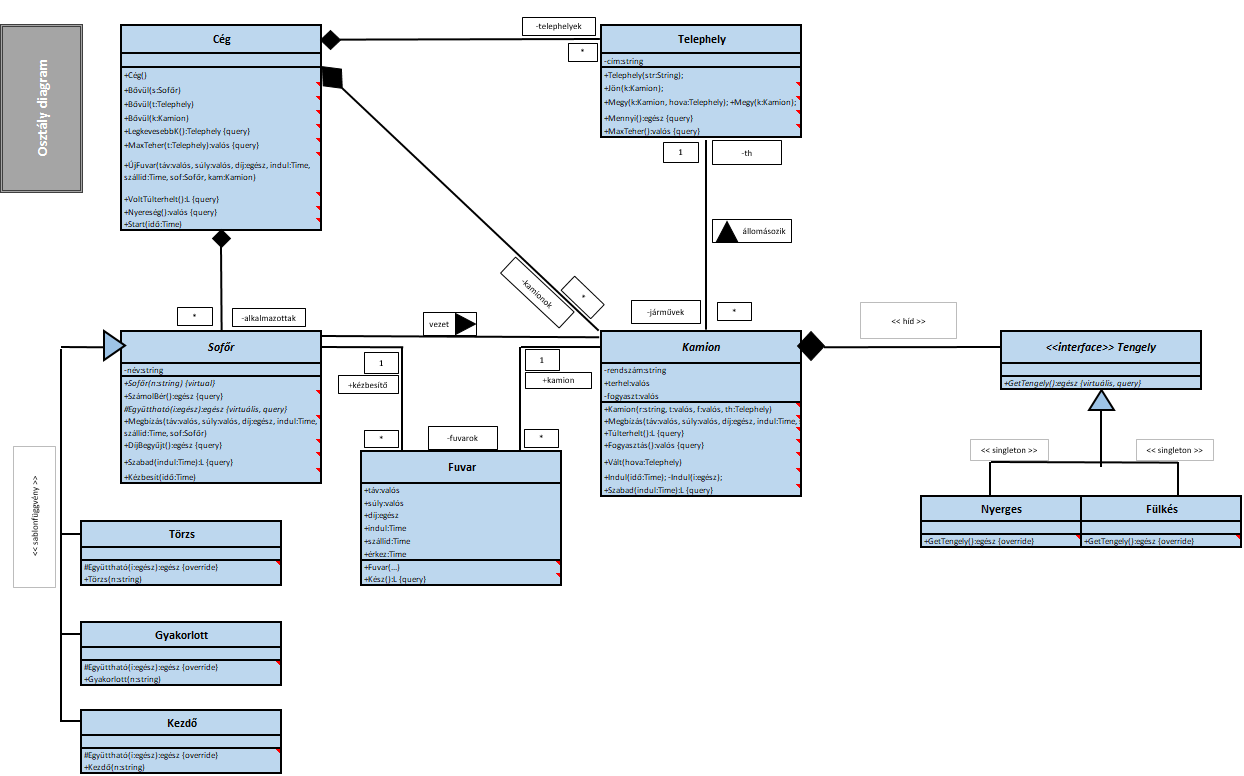 Osztály diagram
Cég
+Cég()
+Bővül(s:Sofőr)
+Bővül(t:Telephely)
+Bővül(k:Kamion)
+LegkevesebbK():Telephely {query}
+MaxTeher(t:Telephely):valós {query}
+ÚjFuvar(táv:valós, súly:valós, díj:egész, indul:Time,
szállíd:Time, sof:Sofőr, kam:Kamion)
+VoltTúlterhelt():L {query}
+Nyereség():valós {query}
+Start(idő:Time)
-telephelyek
*
Telephely
-cím:string
+Telephely(str:String);
+Jön(k:Kamion);
+Megy(k:Kamion, hova:Telephely); +Megy(k:Kamion);
+Mennyi():egész {query}
+MaxTeher():valós {query}
1
-th
állomásozik
-járművek
*
-kamionok
*
*
-alkalmazottak
vezet
Sofőr
-név:string
+Sofőr(n:string) {virtual}
+SzámolBér():egész {query}
#Együttható(i:egész):egész {virtuális, query}
+Megbízás(táv:valós, súly:valós, díj:egész, indul:Time,
szállíd:Time, sof:Sofőr)
+DíjBegyűjt():egész {query}
+Szabad(indul:Time):L {query}
+Kézbesít(idő:Time)
1
+kézbesítő
*
-fuvarok
1
+kamion
*
Kamion
-rendszám:string
+terhel:valós
-fogyaszt:valós
+Kamion(r:string, t:valós, f:valós, th:Telephely)
+Megbízás(táv:valós, súly:valós, díj:egész, indul:Time,
+Túlterhelt():L {query}
+Fogyasztás():valós {query}
+Vált(hova:Telephely)
+Indul(idő:Time); -Indul(i:egész);
+Szabad(indul:Time):L {query}
<< híd >>
<<interface>> Tengely
+GetTengely():egész {virtuális, query}
<< singleton >>
<< singleton >>
Nyerges
+GetTengely():egész {override}
Fülkés
+GetTengely():egész {override}
Fuvar
+táv:valós
+súly:valós
+díj:egész
+indul:Time
+szállíd:Time
+érkez:Time
+Fuvar(...)
+Kész():L {query}
<< sablonfüggvény >>
Törzs
#Együttható(i:egész):egész {override}
+Törzs(n:string)
Gyakorlott
#Együttható(i:egész):egész {override}
+Gyakorlott(n:string)
Kezdő
#Együttható(i:egész):egész {override}
+Kezdő(n:string)